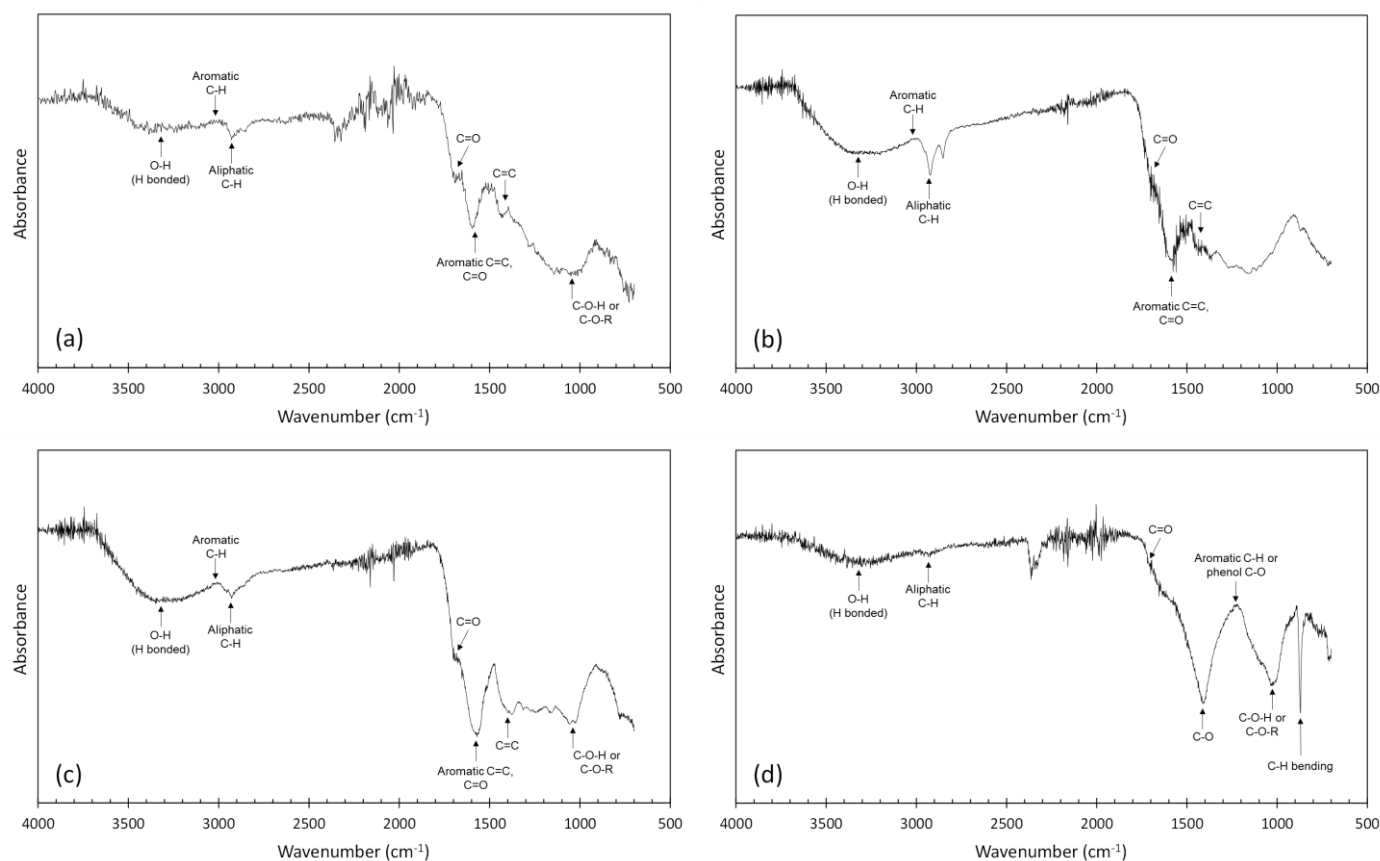 Absorbance
Aromatic
C-H
O-H
(H bonded)
Aliphatic
C-H
C=O
C=C
Aromatic C=C,
C=O
C-O-H or
C-O-R
(a)
4000 3500 3000 2500 2000 1500 1000 500
Wavenumber (cm-1)
Absorbance
Aromatic
C-H
O-H
(H bonded)
Aliphatic
C-H
C=O
C=C
Aromatic C=C,
C=O
(b)
4000 3500 3000 2500 2000 1500 1000 500
Wavenumber (cm-1)
Absorbance
Aromatic
C-H
O-H
(H bonded)
Aliphatic
C-H
C=O
C=C
Aromatic C=C,
C=O
C-O-H or
C-O-R
(c)
4000 3500 3000 2500 2000 1500 1000 500
Wavenumber (cm-1)
Absorbance
O-H
(H bonded)
Aliphatic
C-H
C=O
Aromatic C-H or
phenol C-O
C-O
C-O-H or
C-O-R
C-H bending
(d)
4000 3500 3000 2500 2000 1500 1000 500
Wavenumber (cm-1)